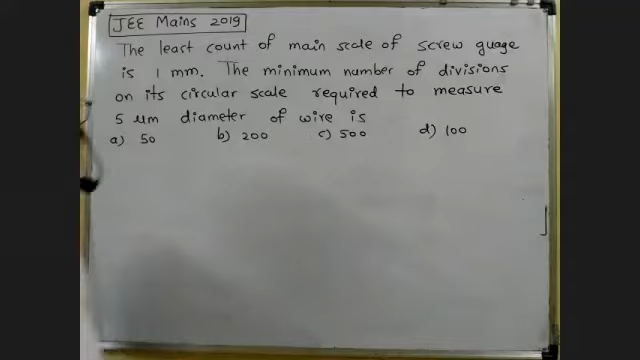 JEE Mains 2019
The least count of main scale of screw guage
is 1 mm. The minimum number of divisions
on its circular scale required to measure
5 μm diameter of wire is
a) 50 b) 200 c) 500 d) 100